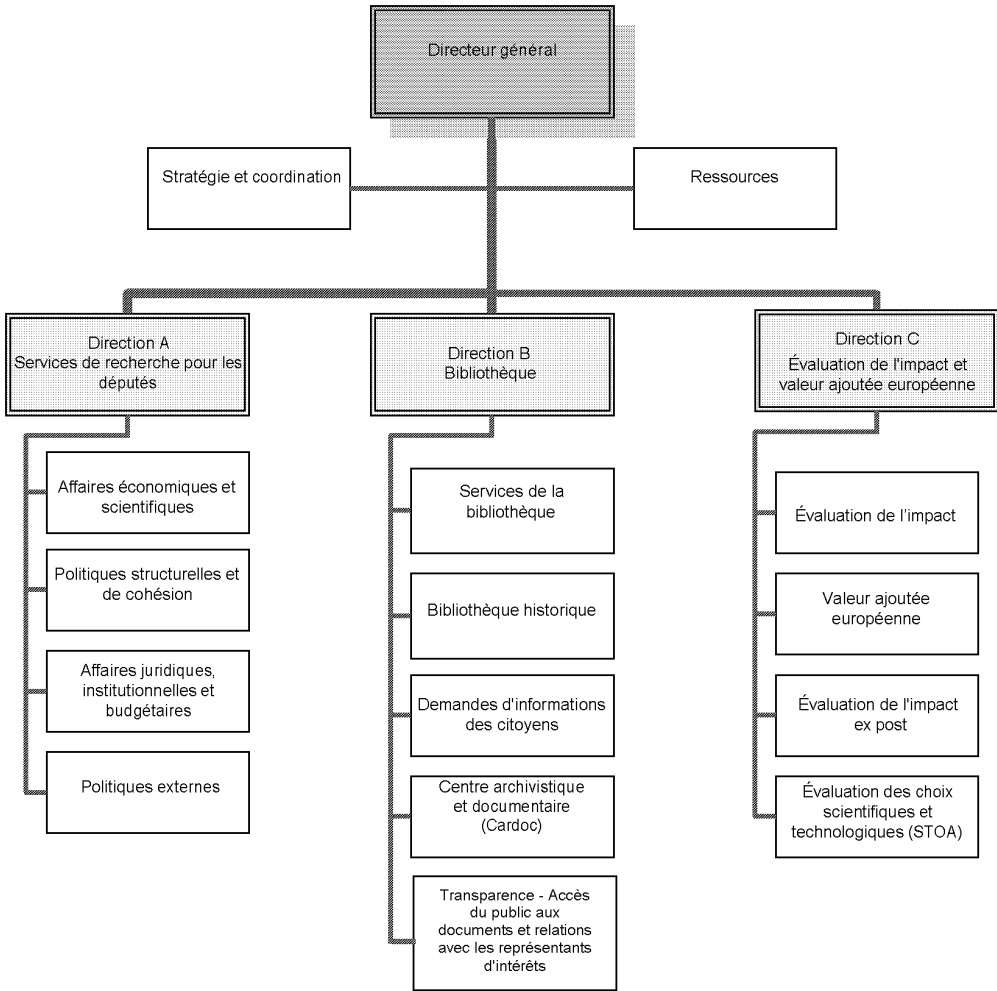 Directeur général
Stratégie et coordination
Ressources
Direction A
Services de recherche pour les
députés
Affaires économiques et
scientifiques
Politiques structurelles et
de cohésion
Affaires juridiques,
institutionnelles et
budgétaires
Politiques externes
Direction B
Bibliothèque
Services de la
bibliothèque
Bibliothèque historique
Demandes d'informations
des citoyens
Centre archivistique
et documentaire
(Cardoc)
Transparence - Accès
du public aux
documents et relations
avec les représentants
d'intérêts
Direction C
Évaluation de l'impact et
valeur ajoutée européenne
Évaluation de l'impact
Valeur ajoutée
européenne
Évaluation de l'impact
ex post
Évaluation des choix
scientifiques et
technologiques (STOA)